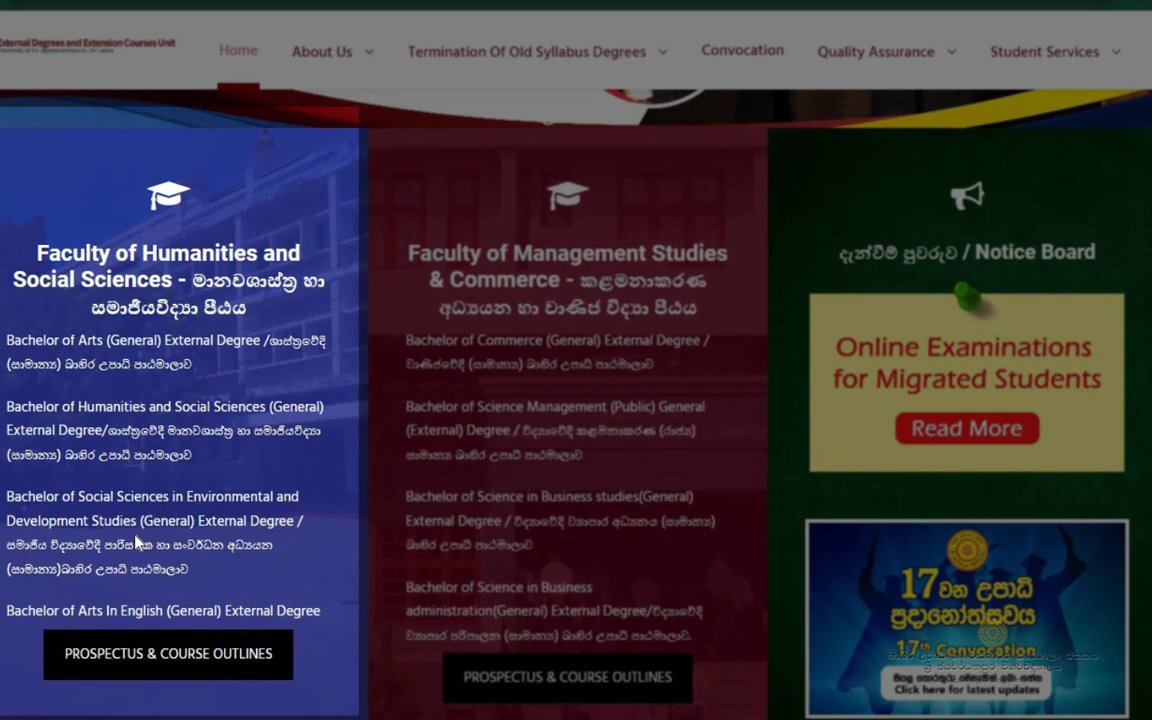 External Degrees and Extension Courses Unit
University of Sri Jayewardenepura, Sri Lanka
Home
About Us
Termination Of Old Syllabus Degrees
Convocation
Quality Assurance
Student Services
Faculty of Humanities and
Social Sciences - මානවශාස්ත්‍ර හා
සමාජීයවිද්‍යා පීඨය
Bachelor of Arts (General) External Degree /ශාස්ත්‍රවේදී
(සාමාන්‍ය) බාහිර උපාධි පාඨමාලාව
Bachelor of Humanities and Social Sciences (General)
External Degree/ශාස්ත්‍රවේදී මානවශාස්ත්‍ර හා සමාජීයවිද්‍යා
(සාමාන්‍ය) බාහිර උපාධි පාඨමාලාව
Bachelor of Social Sciences in Environmental and
Development Studies (General) External Degree /
සමාජීය විද්‍යාවේදී හා සංවර්ධන අධ්‍යයන
(සාමාන්‍ය)බාහිර උපාධි පාඨමාලාව
Bachelor of Arts In English (General) External Degree
PROSPECTUS & COURSE OUTLINES
Faculty of Management Studies
& Commerce - කළමනාකරණ
අධ්‍යයන හා වාණිජ විද්‍යා පීඨය
Bachelor of Commerce (General) External Degree /
වාණිජවේදී (සාමාන්‍ය) බාහිර උපාධි පාඨමාලාව
Bachelor of Science Management (Public) General
(External) Degree / විද්‍යාවේදී කළමනාකරණ (රාජ්‍ය)
සාමාන්‍ය බාහිර උපාධි පාඨමාලාව
Bachelor of Science in Business studies(General)
External Degree / විද්‍යාවේදී ව්‍යාපාර අධ්‍යනය (සාමාන්‍ය)
බාහිර උපාධි පාඨමාලාව
Bachelor of Science in Business
administration(General) External Degree/විද්‍යාවේදී
ව්‍යාපාර පරිපාලන (සාමාන්‍ය) බාහිර උපාධි පාඨමාලාව.
PROSPECTUS & COURSE OUTLINES
දැන්වීම් පුවරුව / Notice Board
Online Examinations
for Migrated Students
Read More
17වන උපාධි
ප්‍රදානෝත්සවය
17th Convocation
Click here for latest updates